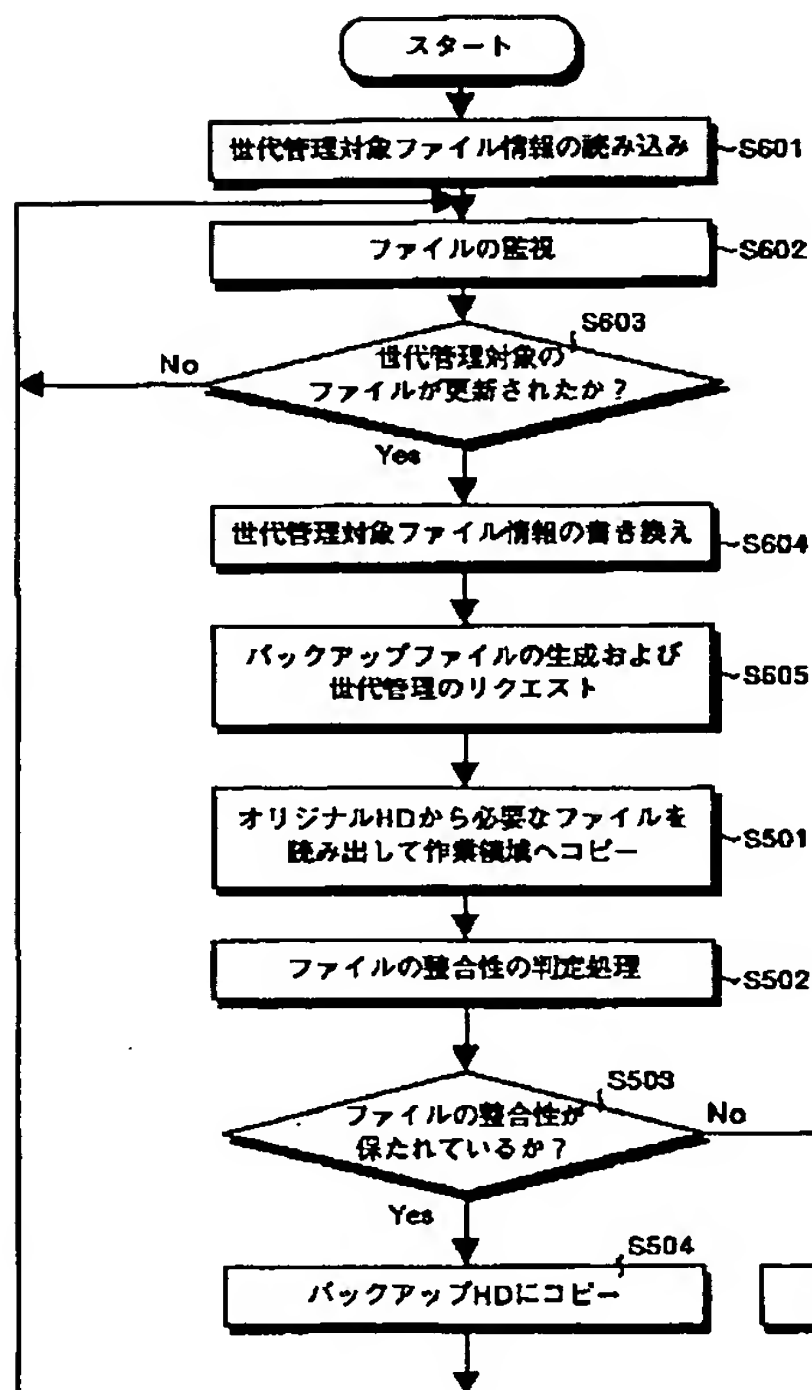 スタート
世代管理対象ファイル情報の読み込み
S601
ファイルの監視
S602
S603
世代管理対象の
ファイルが更新されたか？
No
Yes
世代管理対象ファイル情報の書き換え
S604
バックアップファイルの生成および
世代管理のリクエスト
S605
オリジナルHDから必要なファイルを
読み出して作業領域へコピー
S501
ファイルの整合性の判定処理
S502
S503
ファイルの整合性が
保たれているか？
No
Yes
S504
バックアップHDにコピー